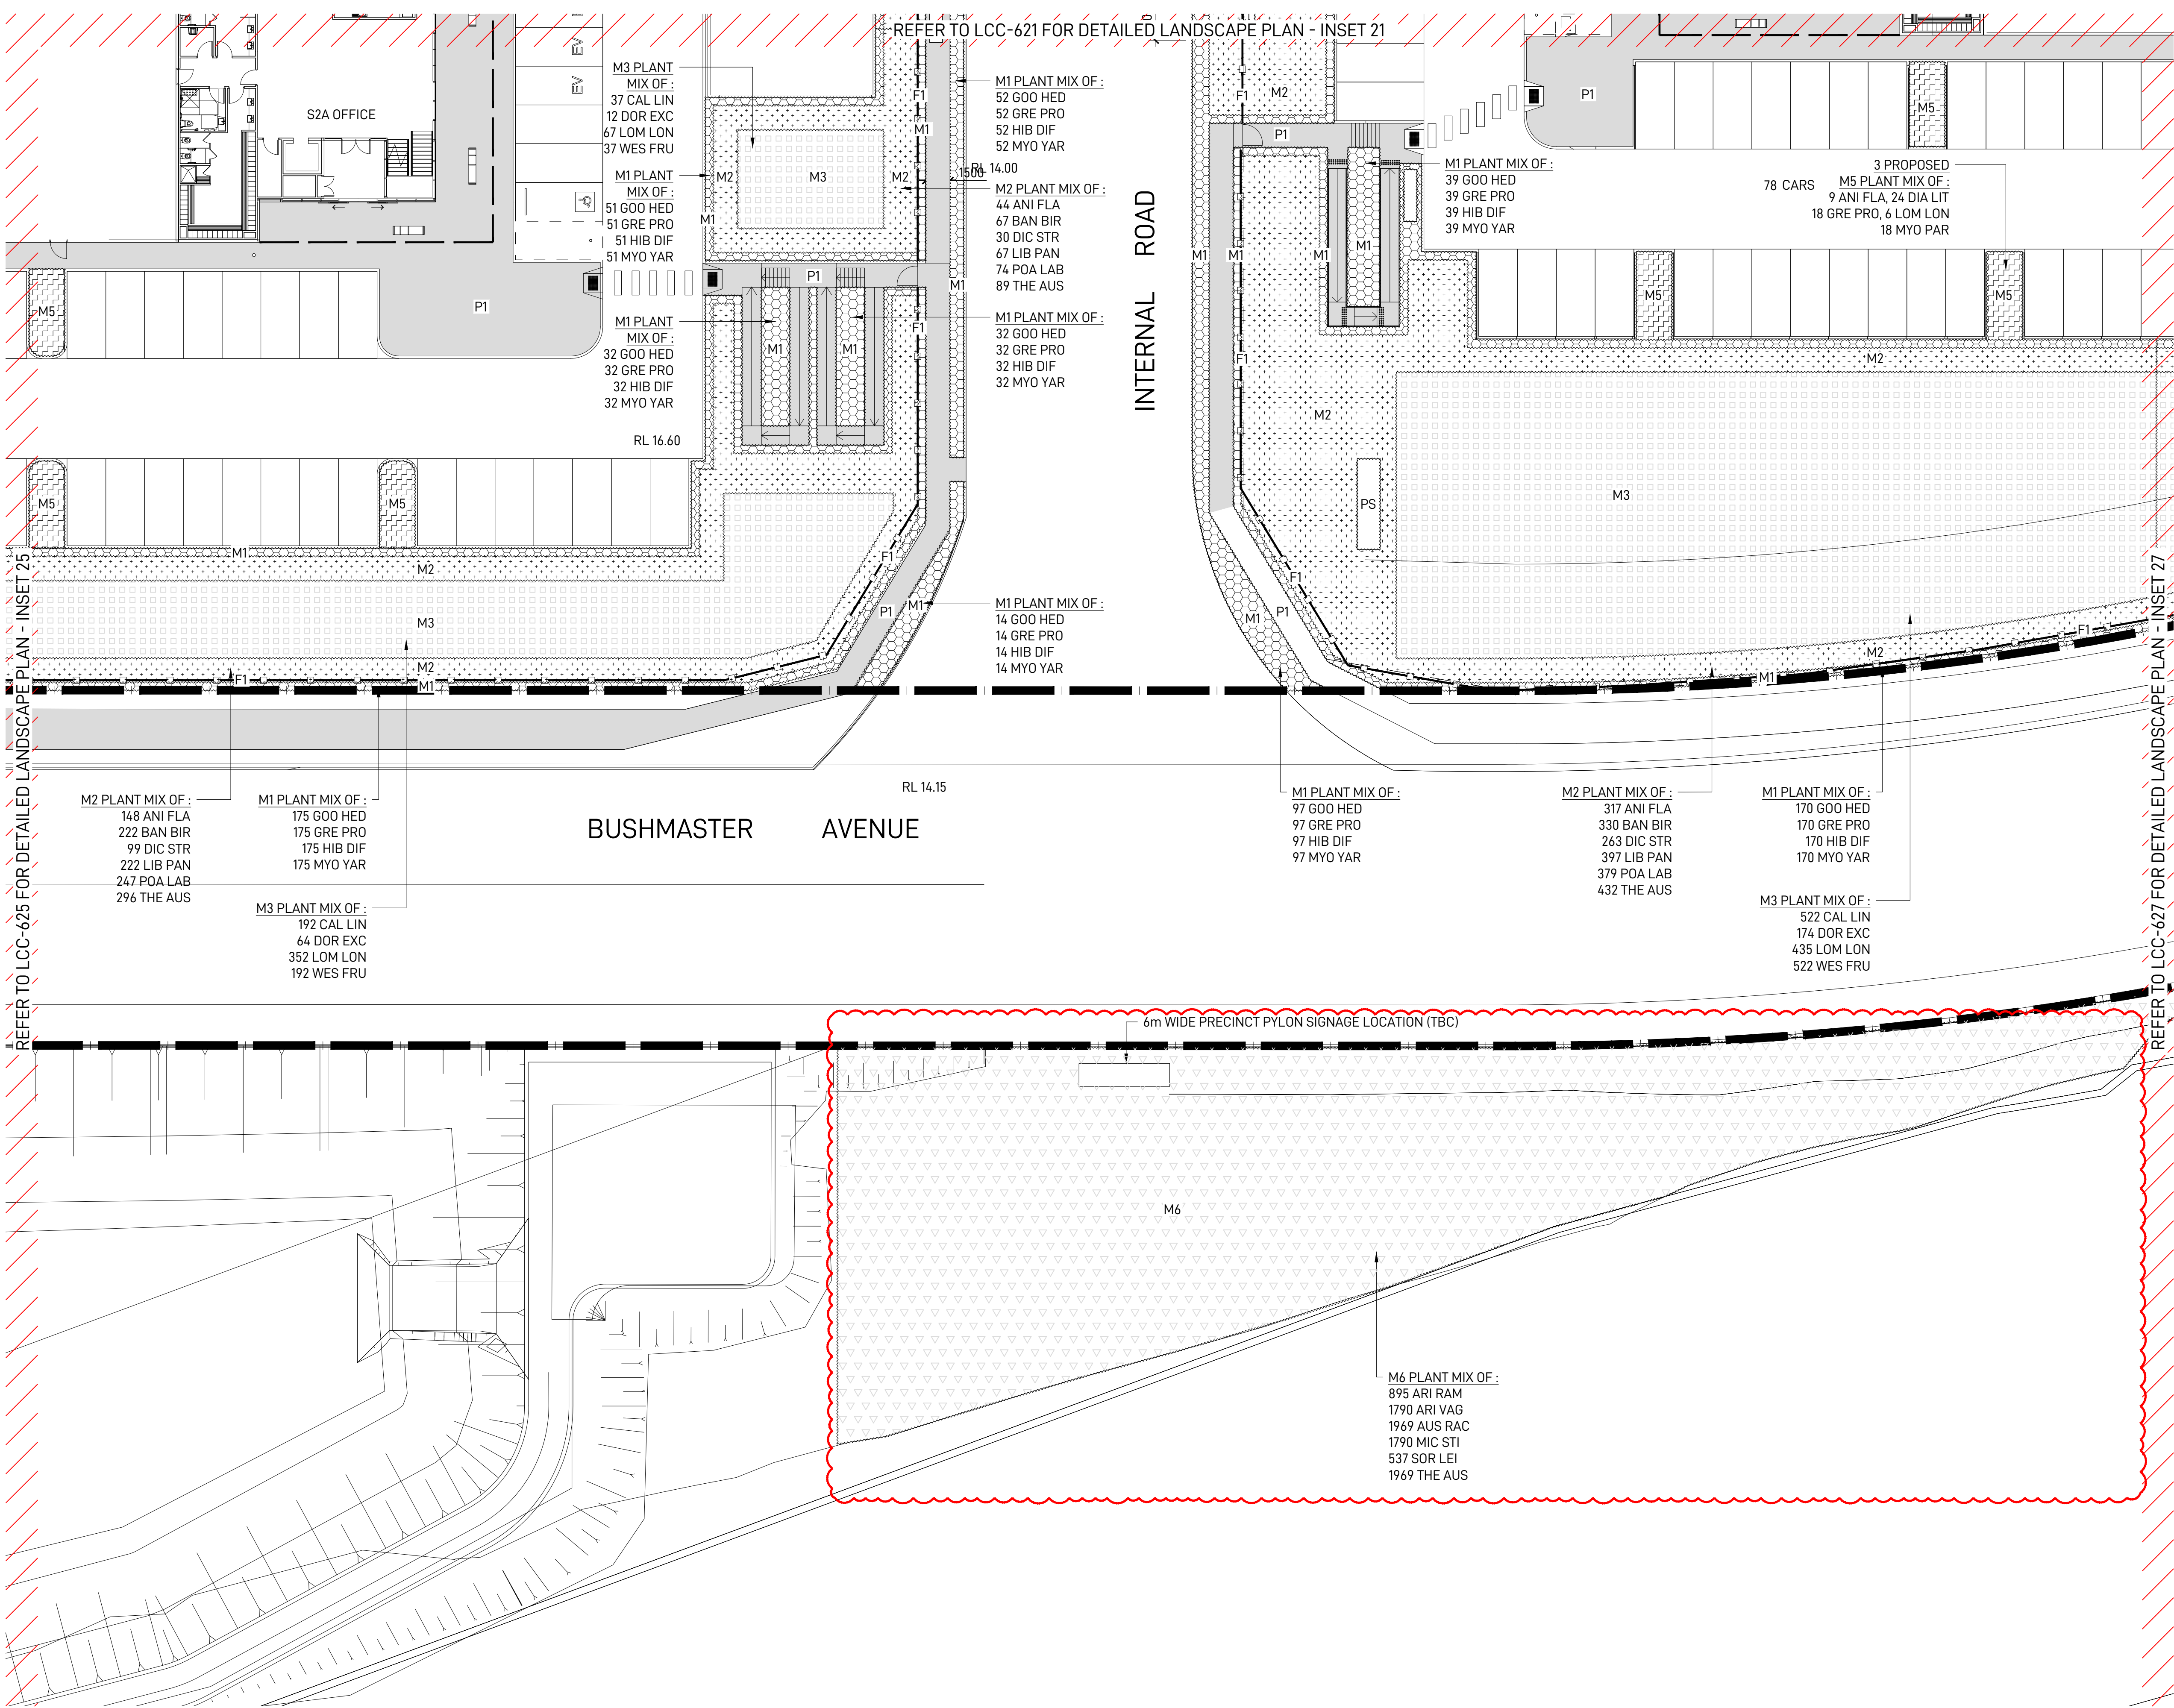 REFER TO LCC-621 FOR DETAILED LANDSCAPE PLAN - INSET 21
S2A OFFICE
EV
EV
M3 PLANT
MIX OF :
37 CAL LIN
12 DOR EXC
67 LOM LON
37 WES FRU
M1 PLANT
MIX OF :
51 GOO HED
51 GRE PRO
51 HIB DIF
51 MYO YAR
M1 PLANT
MIX OF :
32 GOO HED
32 GRE PRO
32 HIB DIF
32 MYO YAR
RL 16.60
M1 PLANT MIX OF :
52 GOO HED
52 GRE PRO
52 HIB DIF
52 MYO YAR
RL 14.00
1500
M2 PLANT MIX OF :
44 ANI FLA
67 BAN BIR
30 DIC STR
67 LIB PAN
74 POA LAB
89 THE AUS
M1 PLANT MIX OF :
32 GOO HED
32 GRE PRO
32 HIB DIF
32 MYO YAR
M1 PLANT MIX OF :
14 GOO HED
14 GRE PRO
14 HIB DIF
14 MYO YAR
INTERNAL ROAD
M1 PLANT MIX OF :
39 GOO HED
39 GRE PRO
39 HIB DIF
39 MYO YAR
78 CARS
3 PROPOSED
M5 PLANT MIX OF :
9 ANI FLA, 24 DIA LIT
18 GRE PRO, 6 LOM LON
18 MYO PAR
F1
M1
M2
M3
M2
M1
P1
M1
F1
M1
M1
P1
M5
M5
M5
M1
M2
M3
M2
F1
M1
F1
P1
M1
F1
M2
P1
M1
M1
M1
M1
F1
M2
P1
M5
M5
M5
M2
M3
PS
F1
P1
M1
M1
M2
F1
REFER TO LCC-625 FOR DETAILED LANDSCAPE PLAN - INSET 25
REFER TO LCC-627 FOR DETAILED LANDSCAPE PLAN - INSET 27
RL 14.15
BUSHMASTER AVENUE
M2 PLANT MIX OF :
148 ANI FLA
222 BAN BIR
99 DIC STR
222 LIB PAN
247 POA LAB
296 THE AUS
M1 PLANT MIX OF :
175 GOO HED
175 GRE PRO
175 HIB DIF
175 MYO YAR
M3 PLANT MIX OF :
192 CAL LIN
64 DOR EXC
352 LOM LON
192 WES FRU
M1 PLANT MIX OF :
97 GOO HED
97 GRE PRO
97 HIB DIF
97 MYO YAR
M2 PLANT MIX OF :
317 ANI FLA
330 BAN BIR
263 DIC STR
397 LIB PAN
379 POA LAB
432 THE AUS
M1 PLANT MIX OF :
170 GOO HED
170 GRE PRO
170 HIB DIF
170 MYO YAR
M3 PLANT MIX OF :
522 CAL LIN
174 DOR EXC
435 LOM LON
522 WES FRU
6m WIDE PRECINCT PYLON SIGNAGE LOCATION (TBC)
M6
M6 PLANT MIX OF :
895 ARI RAM
1790 ARI VAG
1969 AUS RAC
1790 MIC STI
537 SOR LEI
1969 THE AUS